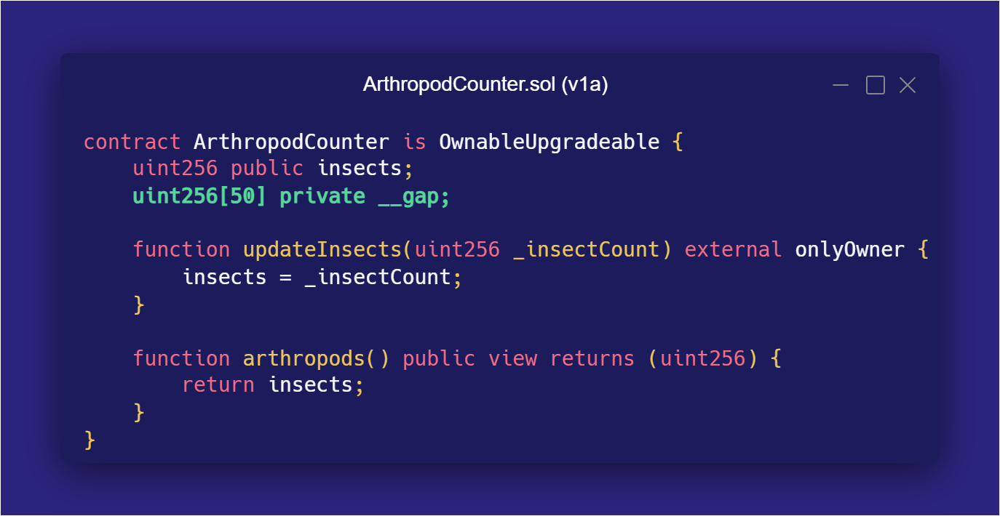 ArthropodCounter.sol (v1a)
contract ArthropodCounter is OwnableUpgradeable {
    uint256 public insects;
    uint256[50] private __gap;

    function updateInsects(uint256 _insectCount) external onlyOwner {
        insects = _insectCount;
    }

    function arthropods() public view returns (uint256) {
        return insects;
    }
}